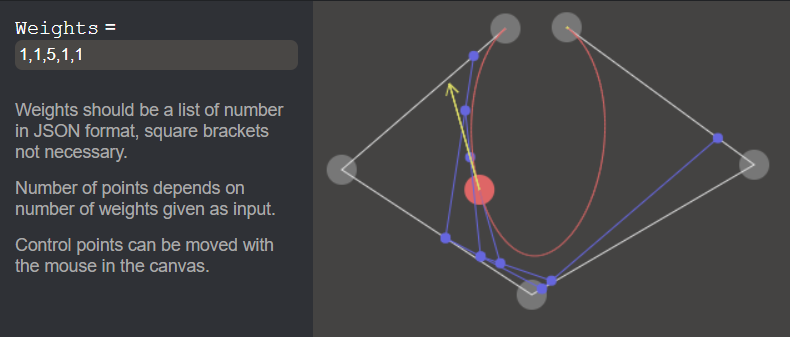 Weights =
1,1,5,1,1
Weights should be a list of number
in JSON format, square brackets
not necessary.
Number of points depends on
number of weights given as input.
Control points can be moved with
the mouse in the canvas.